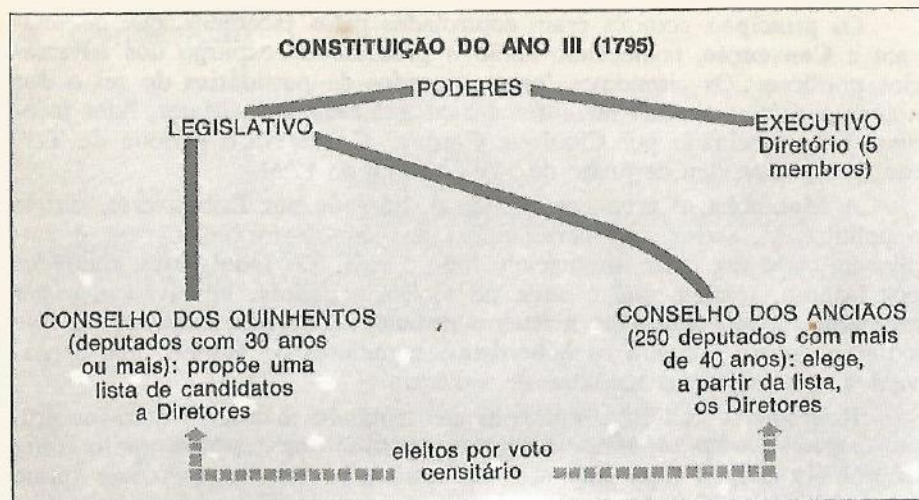 CONSTITUIÇÃO DO ANO III (1795)
PODERES
LEGISLATIVO
EXECUTIVO
Diretório (5
membros)
CONSELHO DOS QUINHENTOS
(deputados com 30 anos
ou mais): propõe uma
lista de candidatos
a Diretores
CONSELHO DOS ANCIÃOS
(250 deputados com mais
de 40 anos): elege,
a partir da lista,
os Diretores
eleitos por voto
censitário